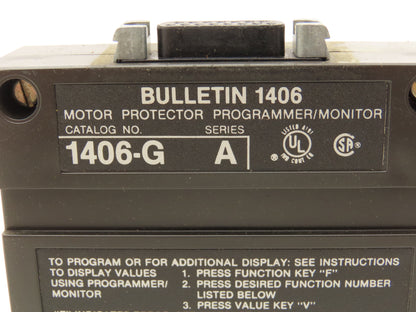 BULLETIN 1406
MOTOR PROTECTOR PROGRAMMER/MONITOR
CATALOG NO. SERIES
1406-G A
LISTED
UL
®
SA
®
TO PROGRAM OR FOR ADDITIONAL DISPLAY: SEE INSTRUCTIONS
TO DISPLAY VALUES 1. PRESS FUNCTION KEY "F"
USING PROGRAMMER/ 2. PRESS DESIRED FUNCTION NUMBER
MONITOR LISTED BELOW
3. PRESS VALUE KEY "V"